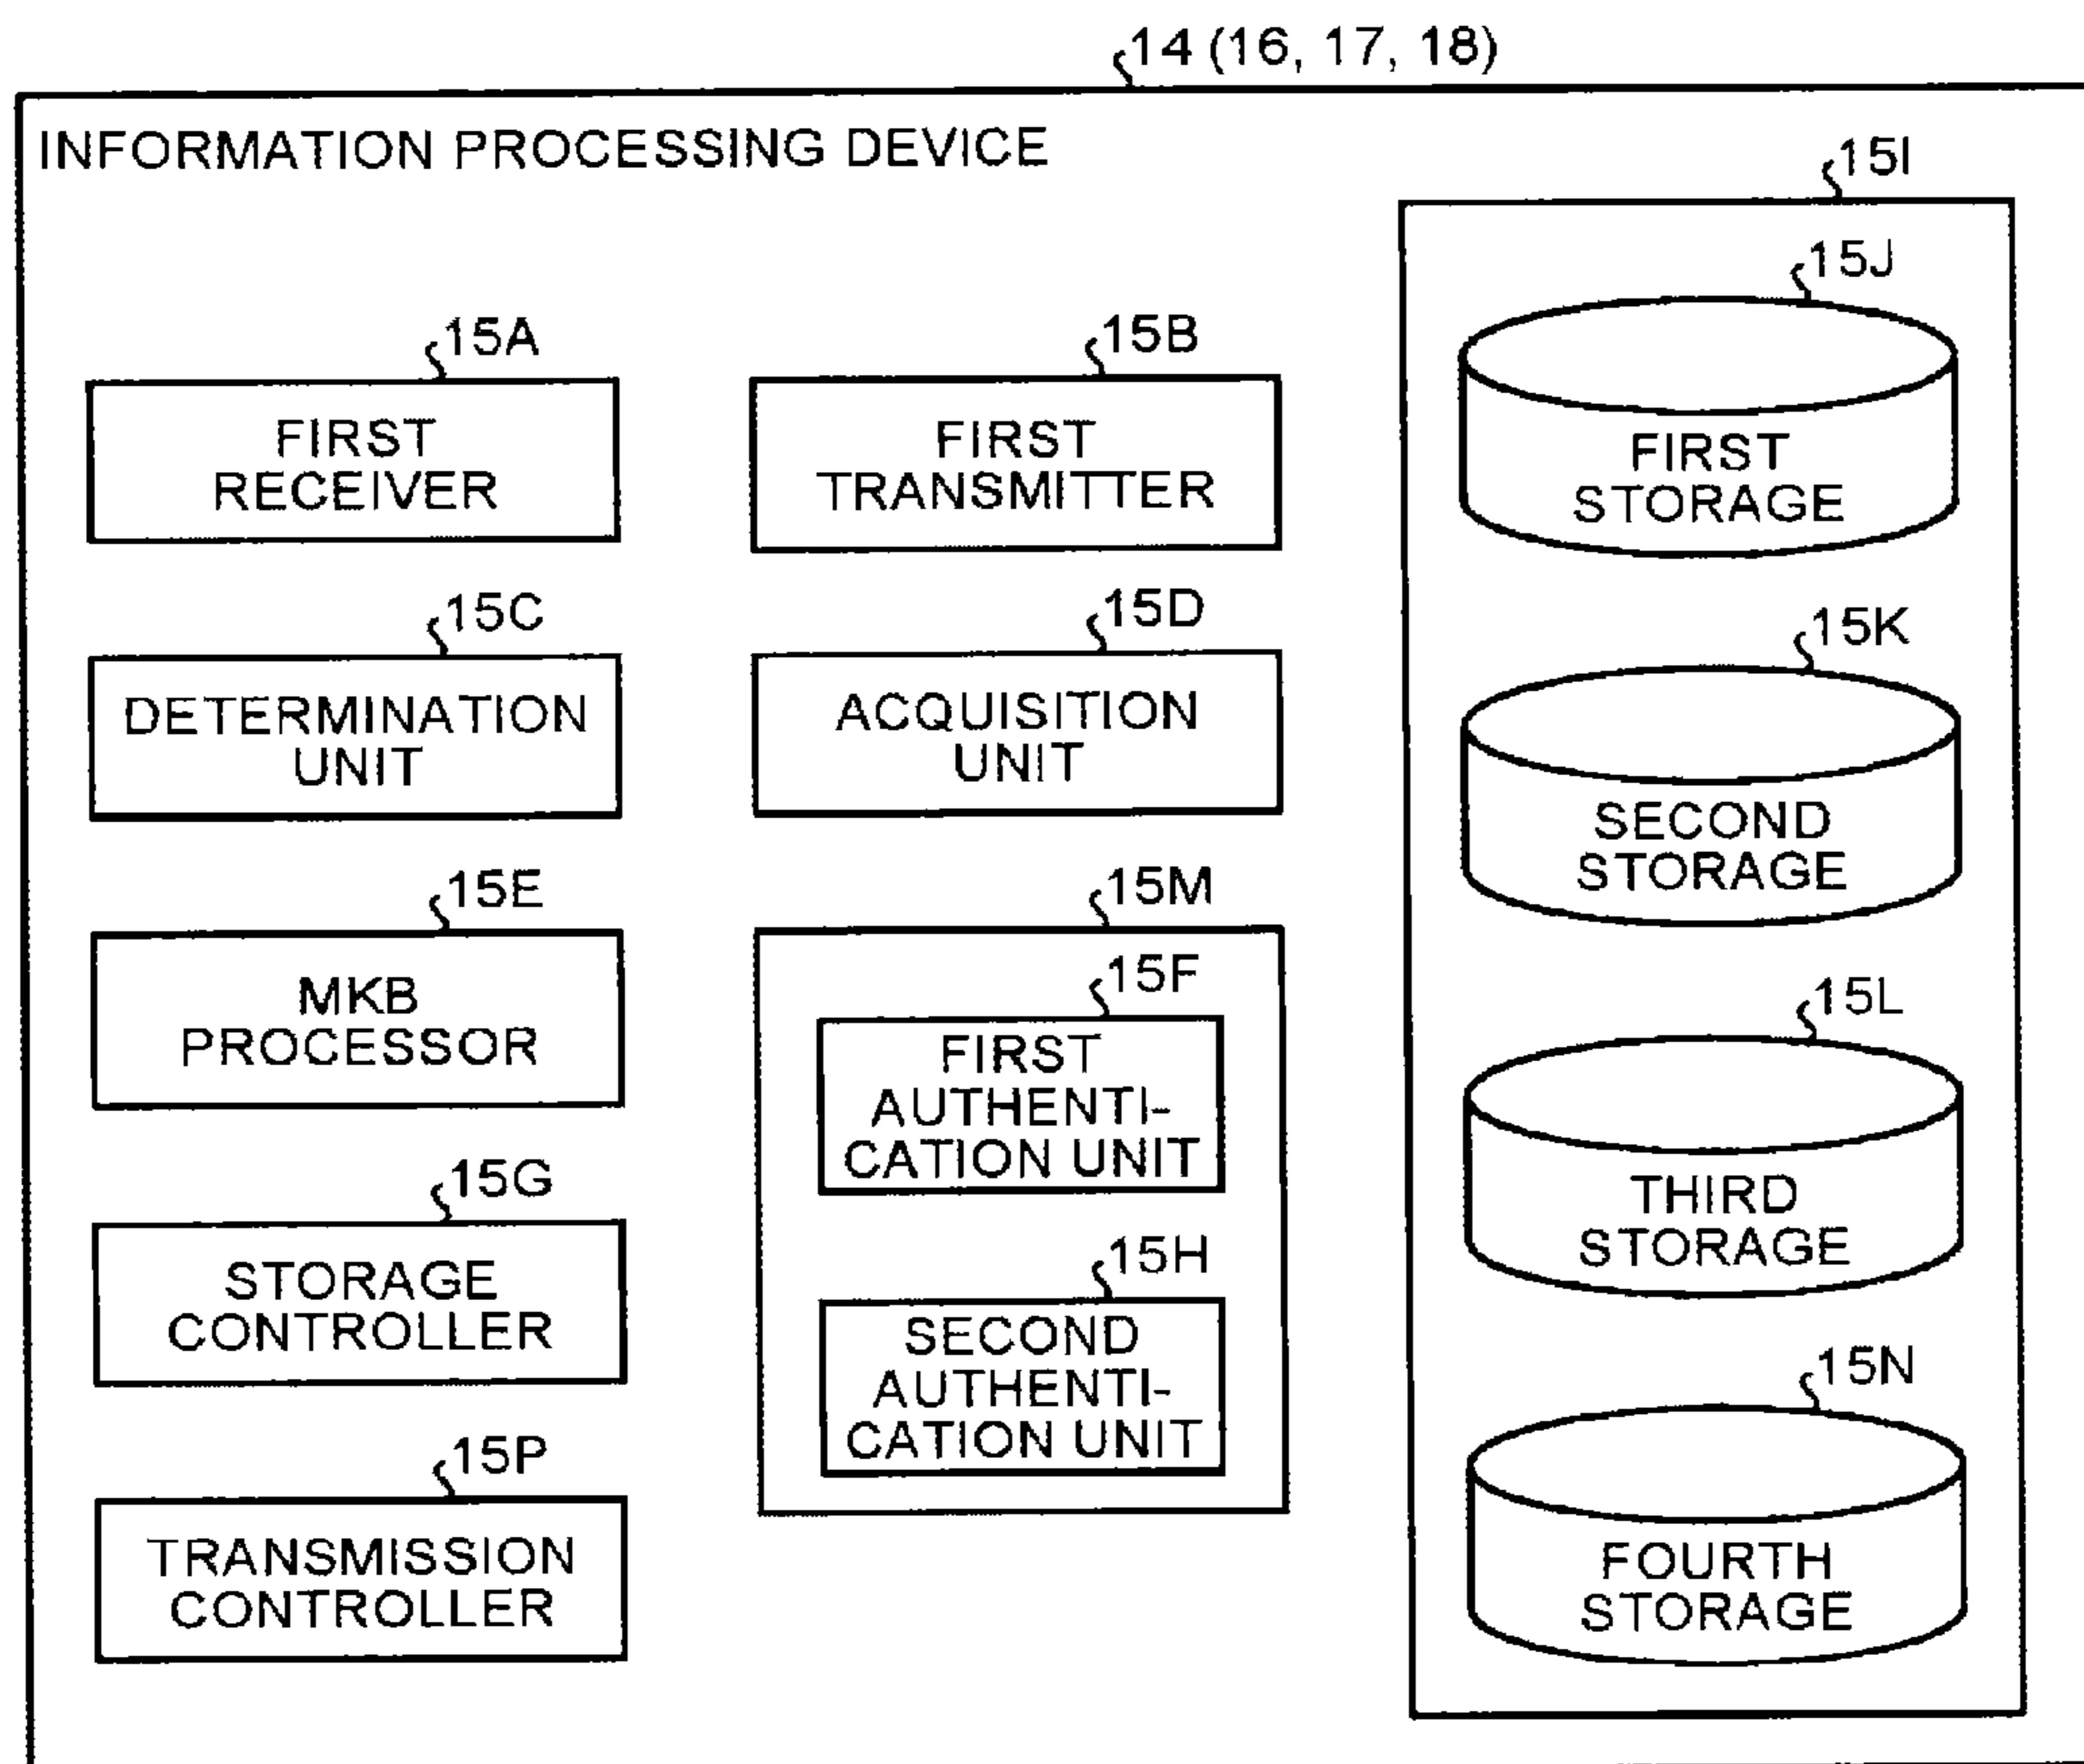 14 (16, 17, 18)
INFORMATION PROCESSING DEVICE
15I
15J
FIRST
STORAGE
15A
FIRST
RECEIVER
15B
FIRST
TRANSMITTER
15C
DETERMINATION
UNIT
15D
ACQUISITION
UNIT
15K
SECOND
STORAGE
15E
MKB
PROCESSOR
15M
15F
FIRST
AUTHENTI-
CATION UNIT
15L
THIRD
STORAGE
15G
STORAGE
CONTROLLER
15H
SECOND
AUTHENTI-
CATION UNIT
15N
FOURTH
STORAGE
15P
TRANSMISSION
CONTROLLER